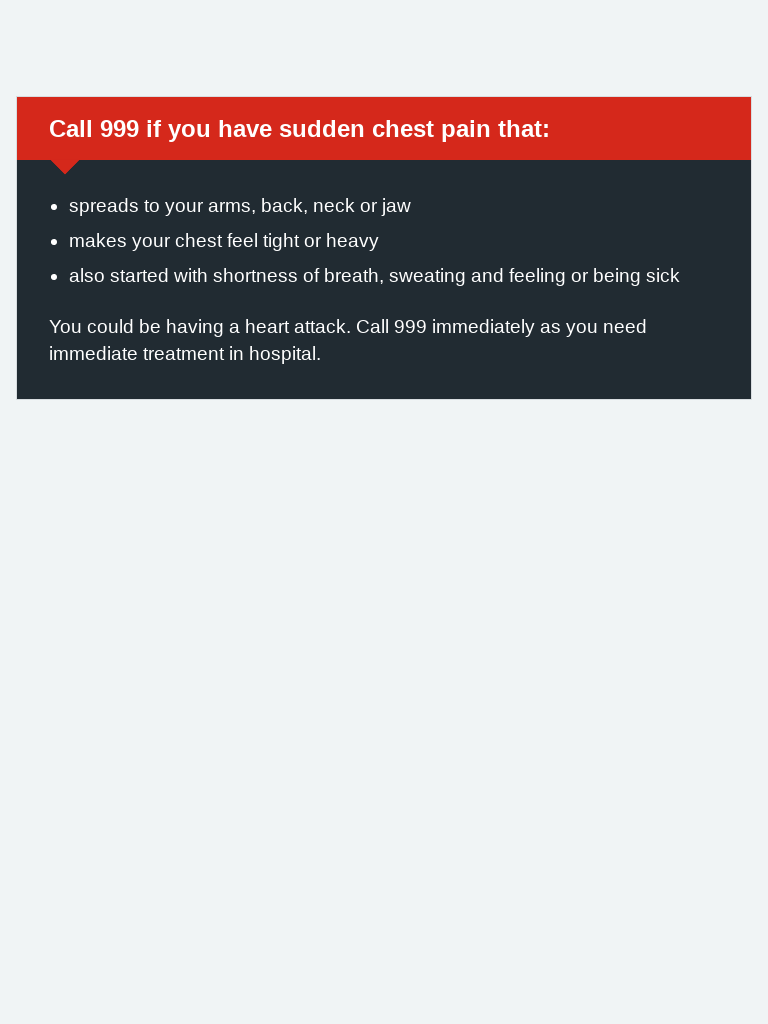 Call 999 if you have sudden chest pain that:
spreads to your arms, back, neck or jaw
makes your chest feel tight or heavy
also started with shortness of breath, sweating and feeling or being sick
You could be having a heart attack. Call 999 immediately as you need
immediate treatment in hospital.